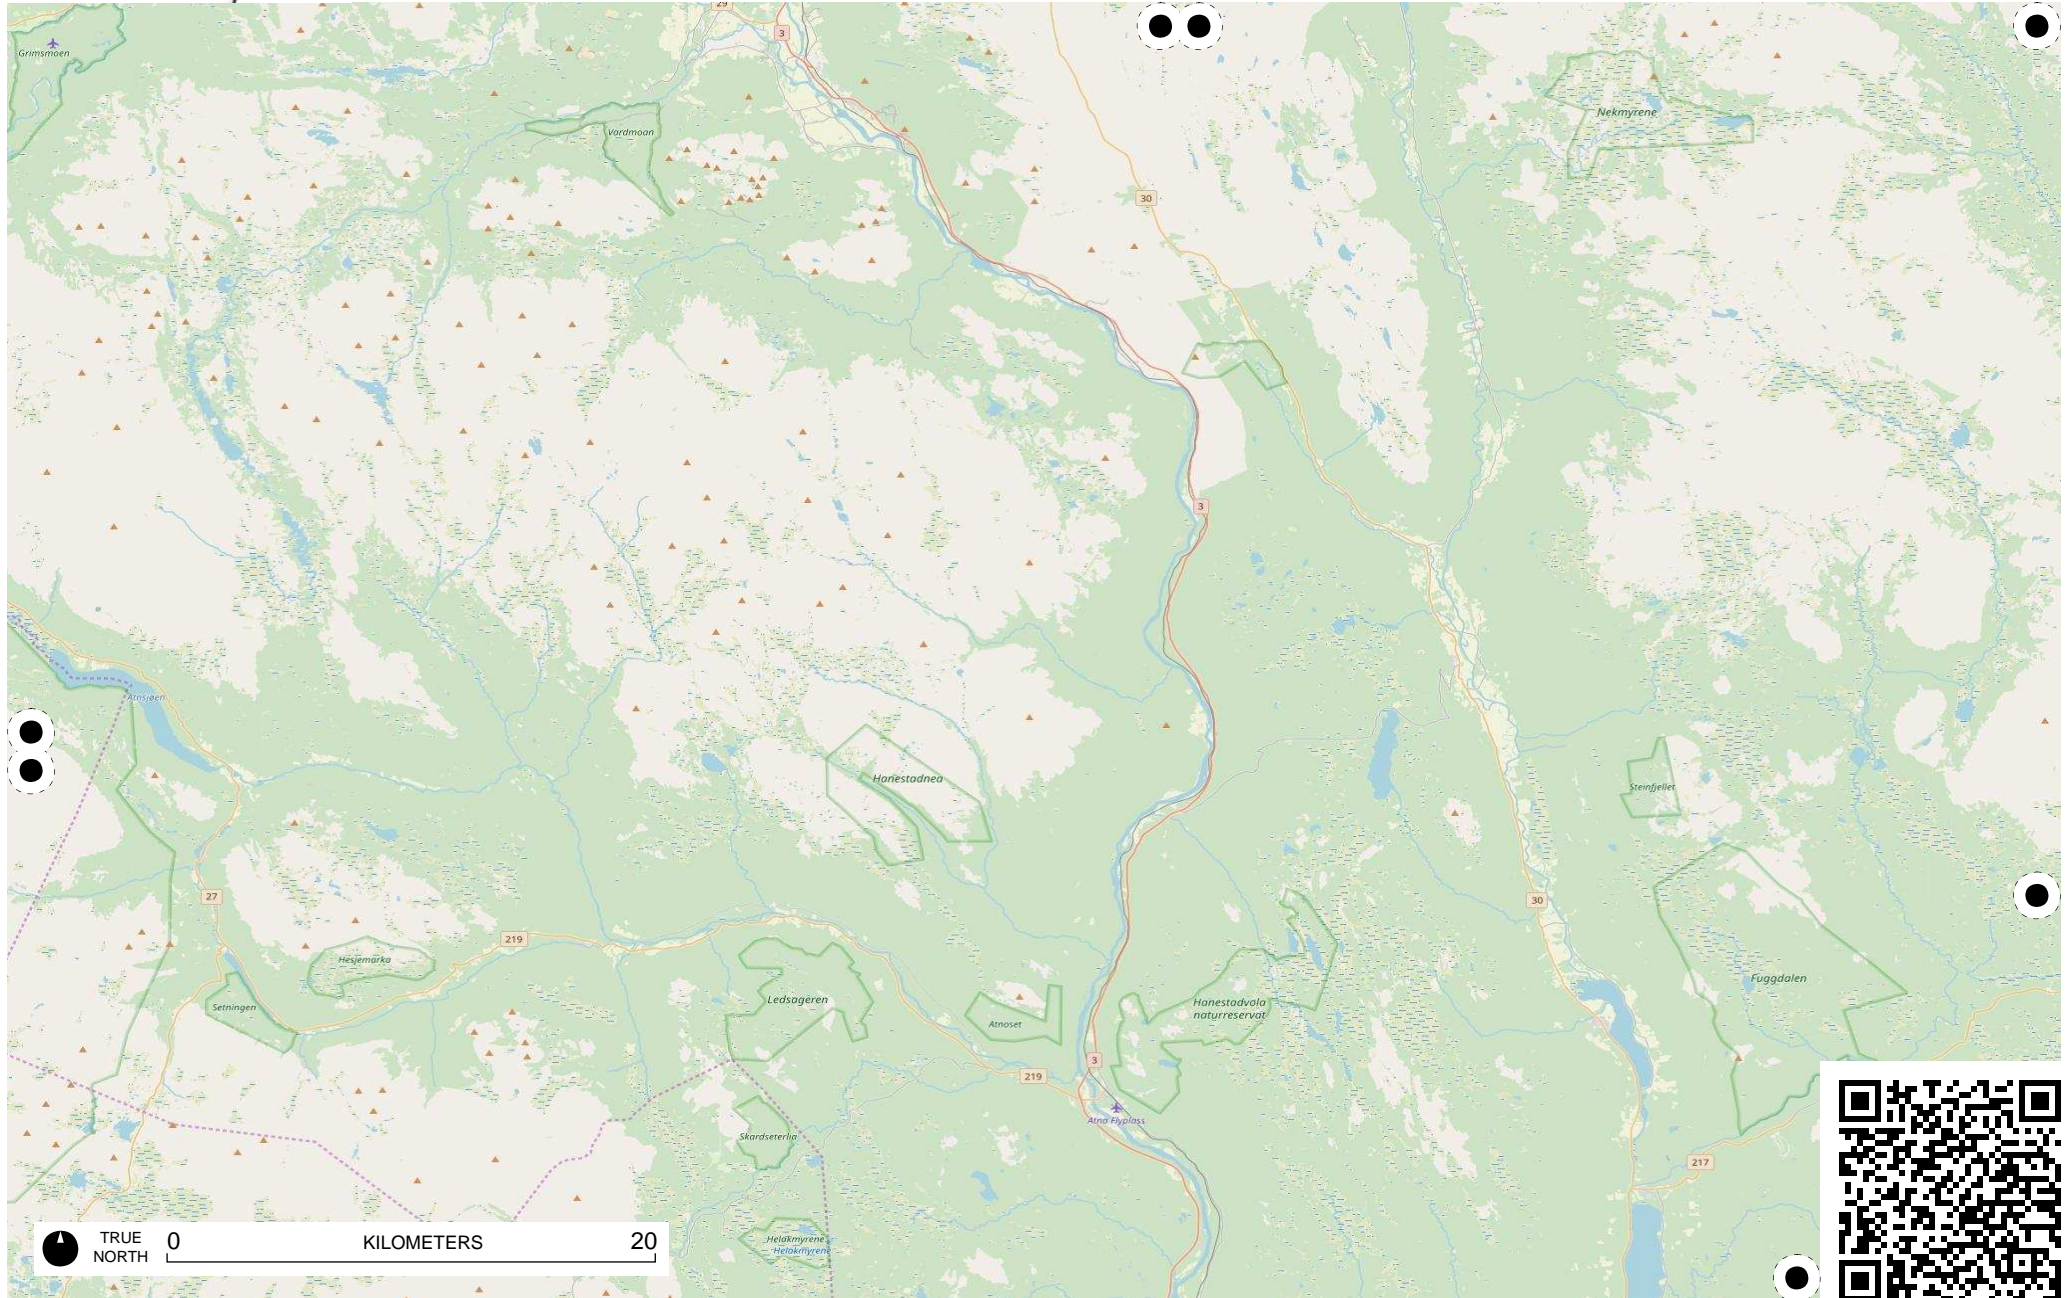 29
3
Grimsmoen
Vardmoan
Nekmyrene
30
3
Atnsjøen
Hanestadnea
Steinfjellet
27
30
219
Hesjemarka
Fuggdalen
Setningen
Ledsageren
Hanestadvola
naturreservat
Atnoset
3
219
Atna Flyplass
Skardseterlia
217
Helakmyrene
Helakmyrene
TRUE
NORTH
0
KILOMETERS
20